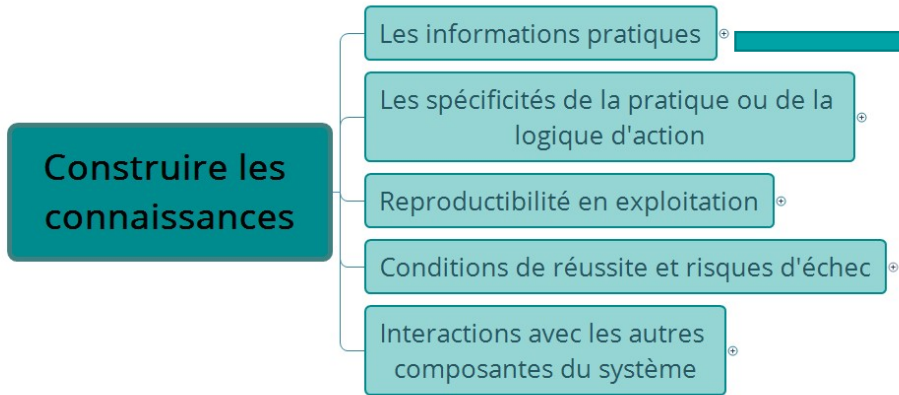 Construire les
connaissances
Les informations pratiques
Les spécificités de la pratique ou de la
logique d'action
Reproductibilité en exploitation
Conditions de réussite et risques d'échec
Interactions avec les autres
composantes du système